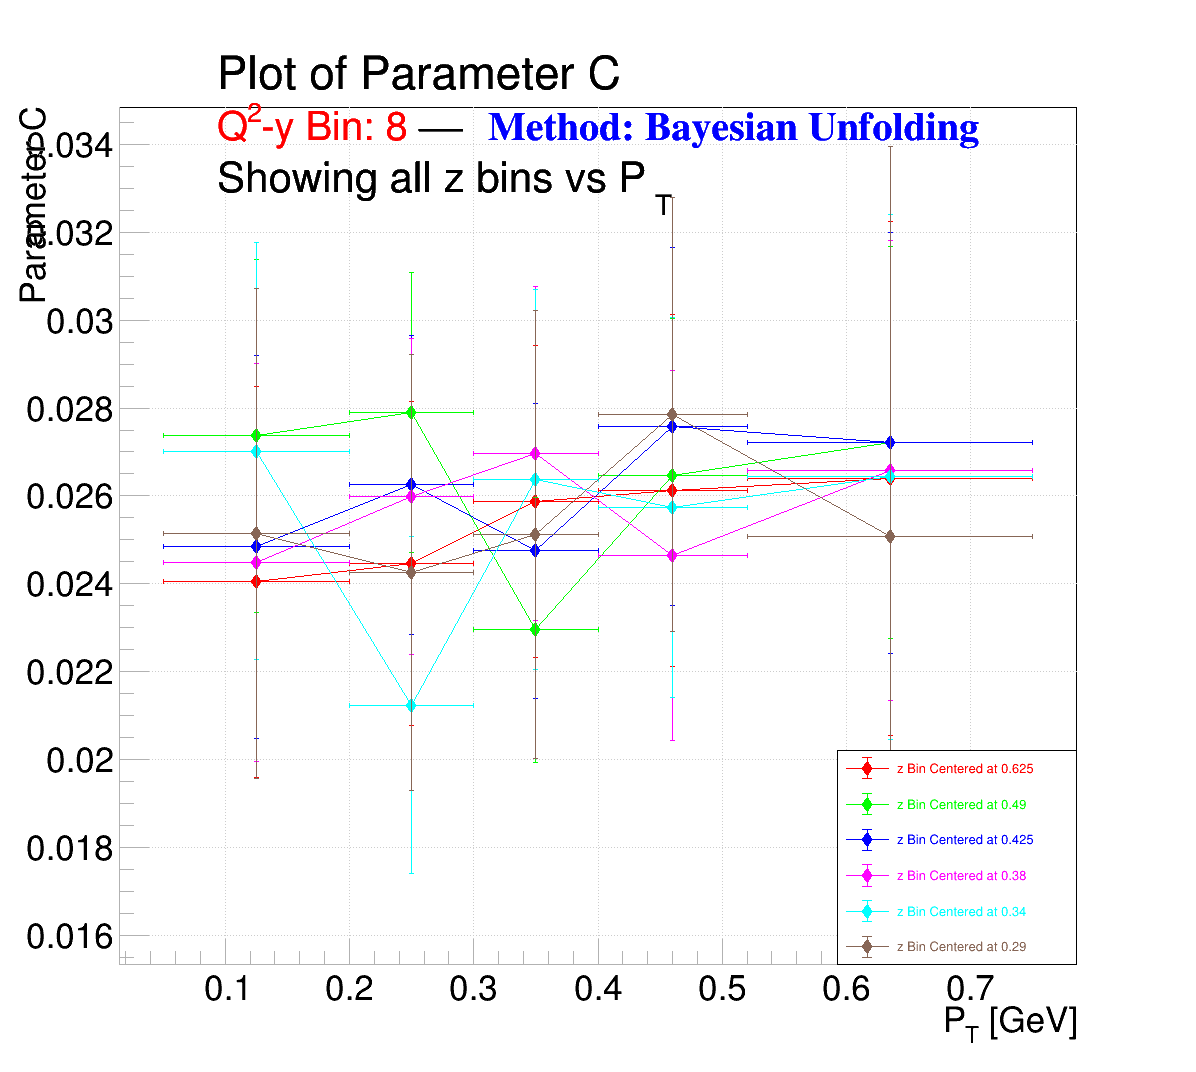 Plot of Parameter C
Q²-y Bin: 8 — Method: Bayesian Unfolding
Showing all z bins vs P_T
Parameter C
0.034
0.032
0.03
0.028
0.026
0.024
0.022
0.02
0.018
0.016
z Bin Centered at 0.625
z Bin Centered at 0.49
z Bin Centered at 0.425
z Bin Centered at 0.38
z Bin Centered at 0.34
z Bin Centered at 0.29
0.1 0.2 0.3 0.4 0.5 0.6 0.7
P_T [GeV]